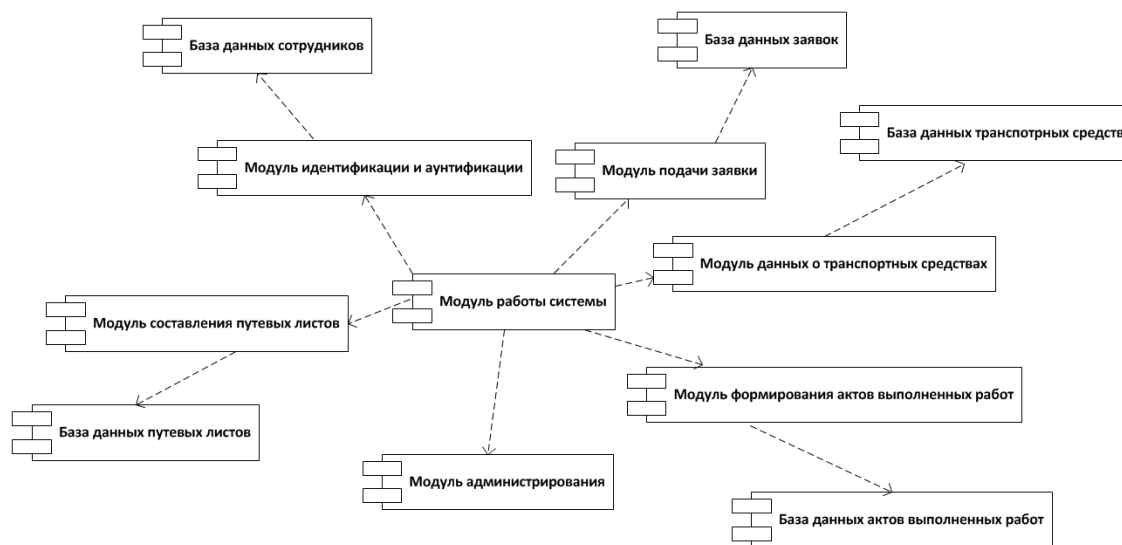 База данных сотрудников
База данных заявок
База данных транспотрных средств
Модуль идентификации и аунтификации
Модуль подачи заявки
Модуль данных о транспортных средствах
Модуль работы системы
Модуль составления путевых листов
Модуль формирования актов выполненных работ
База данных путевых листов
Модуль администрирования
База данных актов выполненных работ